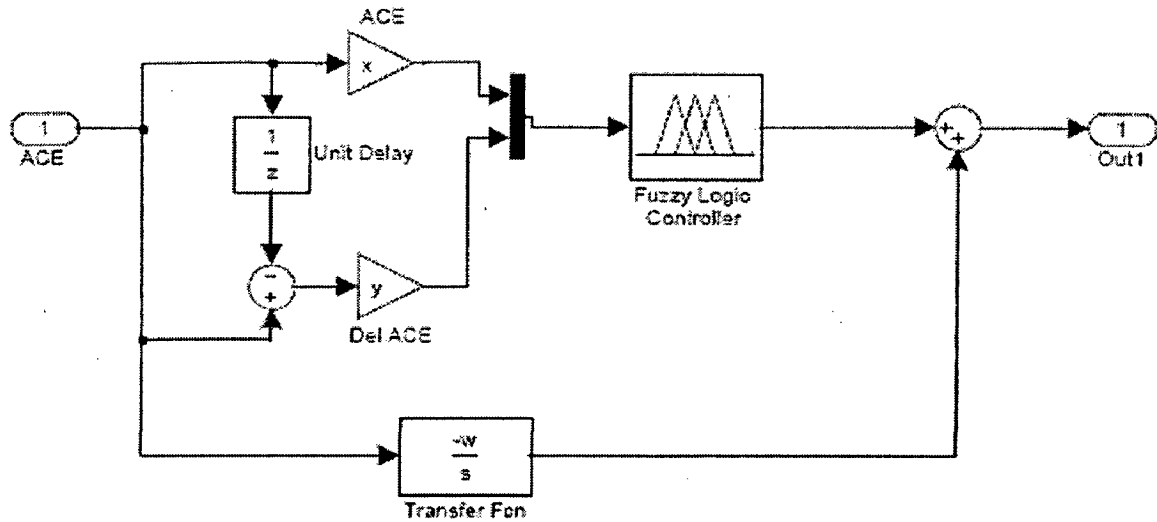 ACE
x
1
ACE
1
z
Unit Delay
-
+
y
Del ACE
Fuzzy Logic
Controller
+
+
1
Out1
-w
s
Transfer Fcn